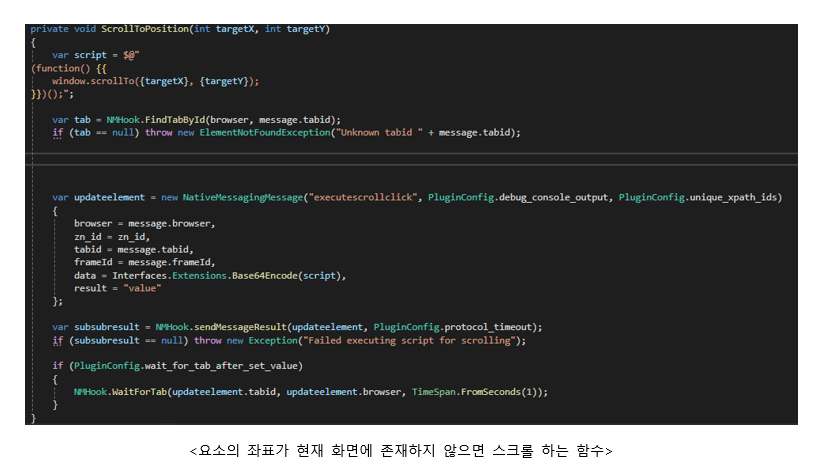 private void ScrollToPosition(int targetX, int targetY)
{
var script = $@"
(function() {{
window.scrollTo({targetX}, {targetY});
}})();";
var tab = NMHook.FindTabById(browser, message.tabid);
if (tab == null) throw new ElementNotFoundException("Unknown tabid " + message.tabid);
var updateelement = new NativeMessagingMessage("executescrollclick", PluginConfig.debug_console_output, PluginConfig.unique_xpath_ids)
{
browser = message.browser,
zn_id = zn_id,
tabid = message.tabid,
frameId = message.frameId,
data = Interfaces.Extensions.Base64Encode(script),
result = "value"
};
var subsubresult = NMHook.sendMessageResult(updateelement, PluginConfig.protocol_timeout);
if (subsubresult == null) throw new Exception("Failed executing script for scrolling");
if (PluginConfig.wait_for_tab_after_set_value)
{
NMHook.WaitForTab(updateelement.tabid, updateelement.browser, TimeSpan.FromSeconds(1));
}
}
<요소의 좌표가 현재 화면에 존재하지 않으면 스크롤 하는 함수>